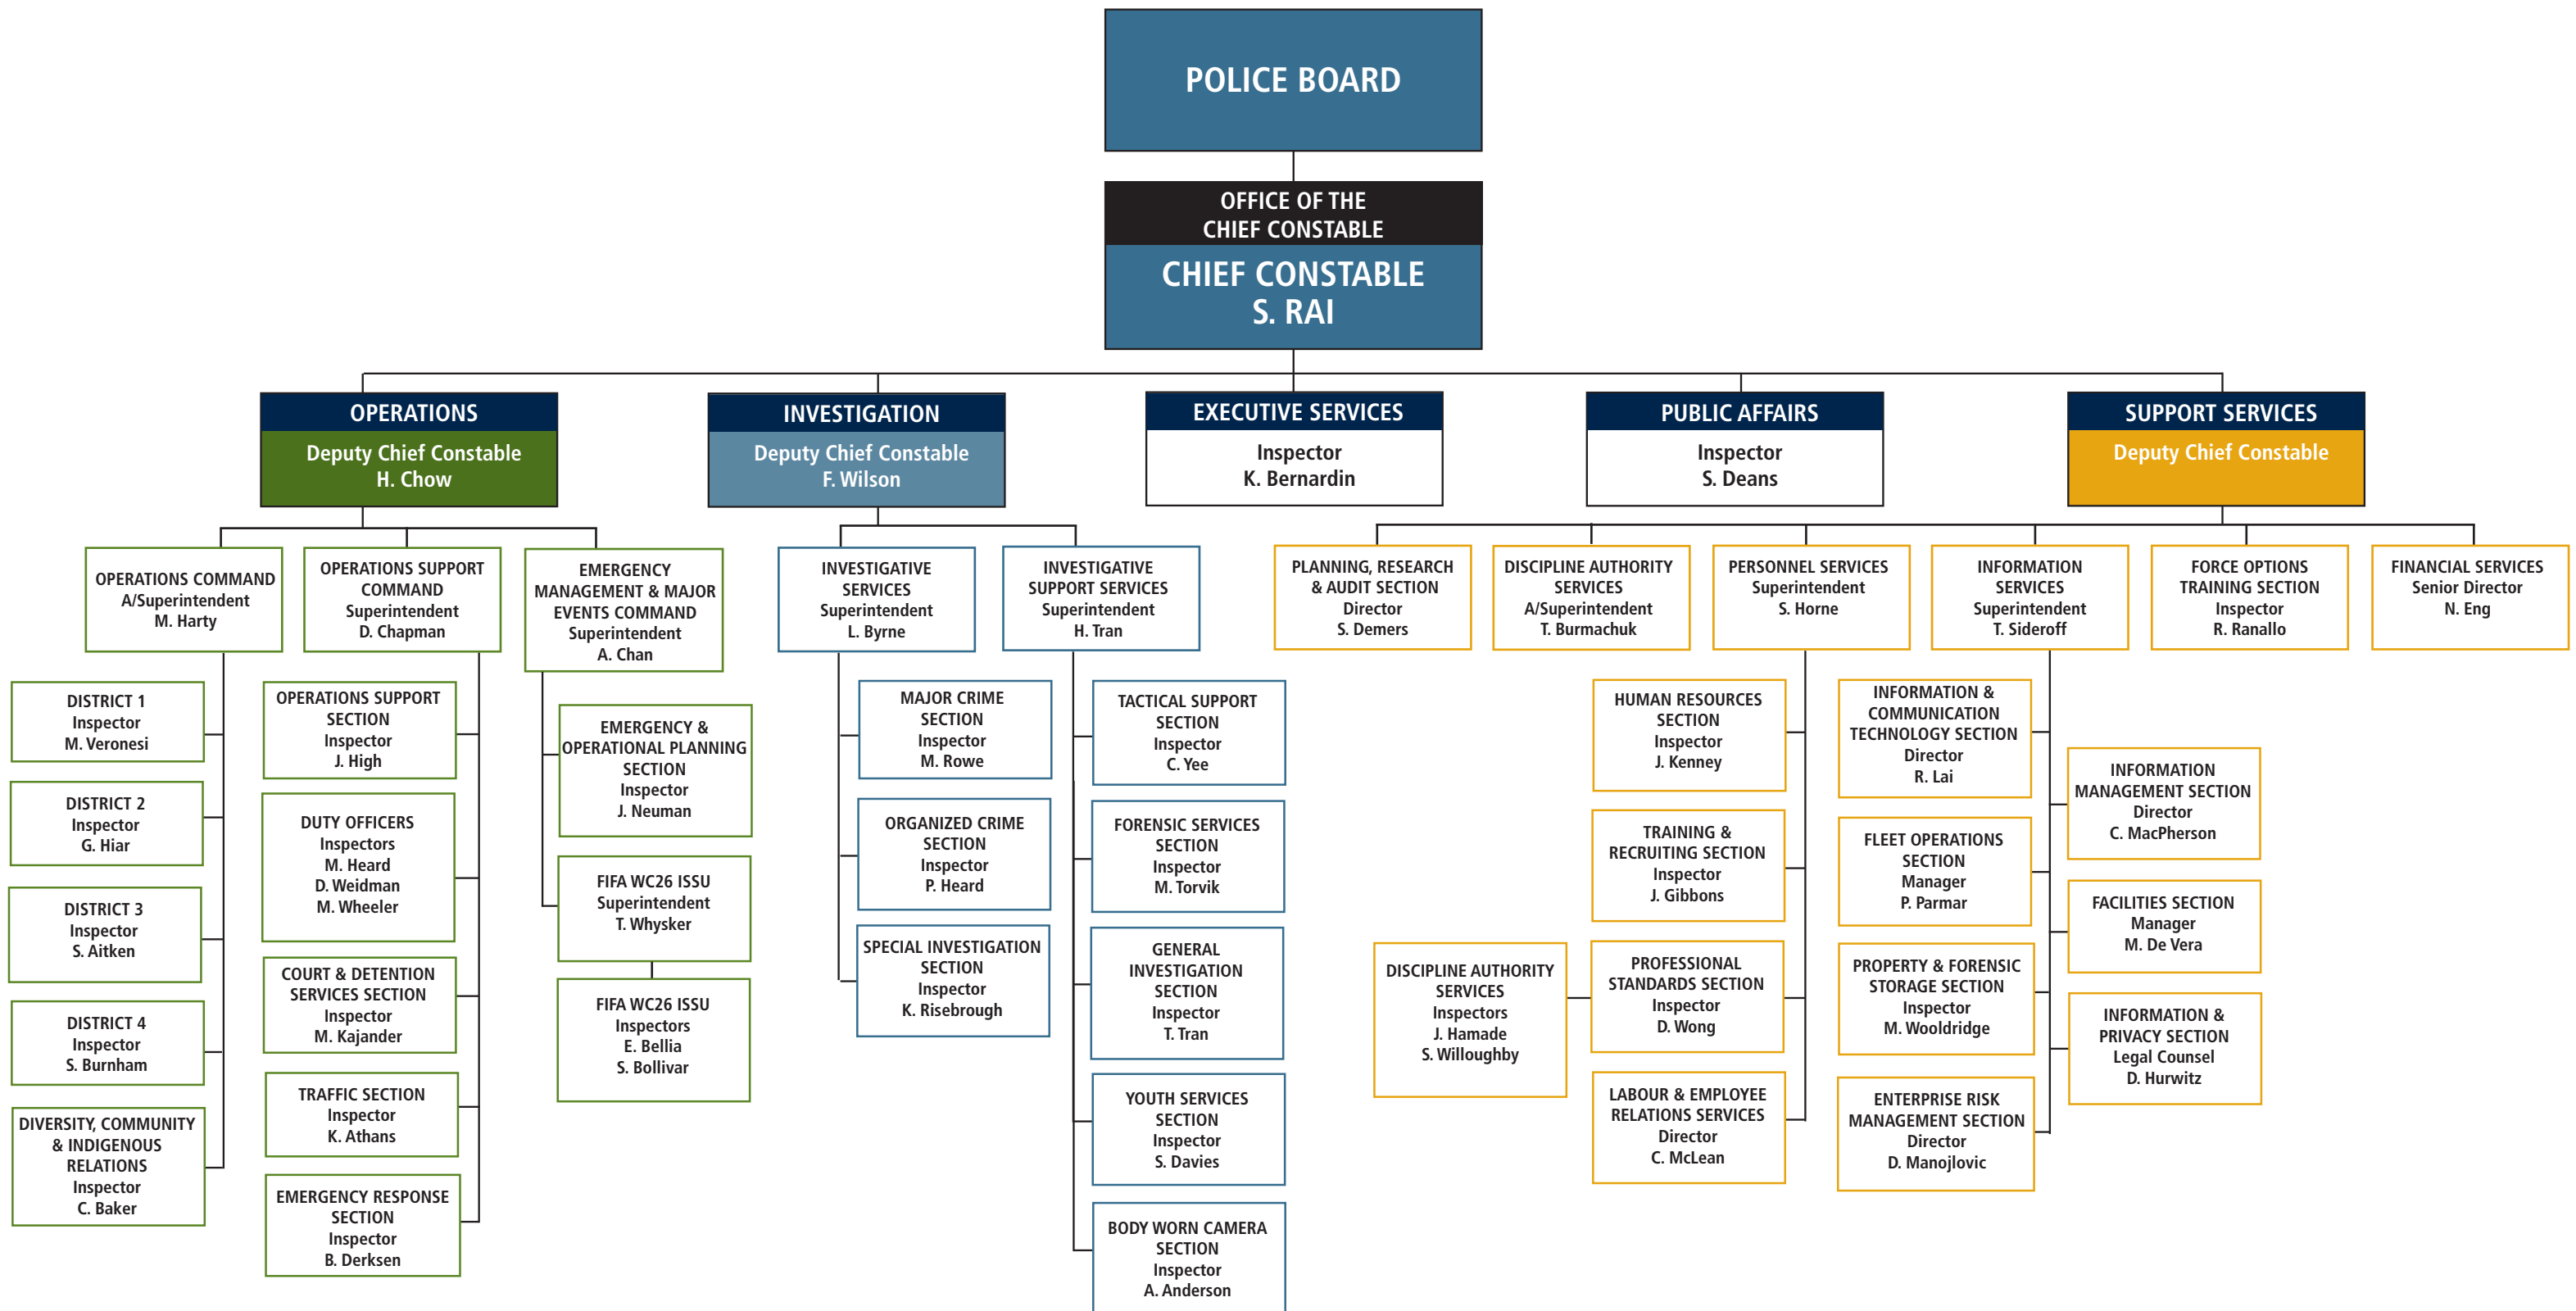 POLICE BOARD
OFFICE OF THE
CHIEF CONSTABLE
CHIEF CONSTABLE
S. RAI
OPERATIONS
Deputy Chief Constable
H. Chow
INVESTIGATION
Deputy Chief Constable
F. Wilson
EXECUTIVE SERVICES
Inspector
K. Bernardin
PUBLIC AFFAIRS
Inspector
S. Deans
SUPPORT SERVICES
Deputy Chief Constable
OPERATIONS COMMAND
A/Superintendent
M. Harty
OPERATIONS SUPPORT
COMMAND
Superintendent
D. Chapman
EMERGENCY
MANAGEMENT & MAJOR
EVENTS COMMAND
Superintendent
A. Chan
INVESTIGATIVE
SERVICES
Superintendent
L. Byrne
INVESTIGATIVE
SUPPORT SERVICES
Superintendent
H. Tran
PLANNING, RESEARCH
& AUDIT SECTION
Director
S. Demers
DISCIPLINE AUTHORITY
SERVICES
A/Superintendent
T. Burmachuk
PERSONNEL SERVICES
Superintendent
S. Horne
INFORMATION
SERVICES
Superintendent
T. Sideroff
FORCE OPTIONS
TRAINING SECTION
Inspector
R. Ranallo
FINANCIAL SERVICES
Senior Director
N. Eng
DISTRICT 1
Inspector
M. Veronesi
DISTRICT 2
Inspector
G. Hiar
DISTRICT 3
Inspector
S. Aitken
DISTRICT 4
Inspector
S. Burnham
DIVERSITY, COMMUNITY
& INDIGENOUS
RELATIONS
Inspector
C. Baker
OPERATIONS SUPPORT
SECTION
Inspector
J. High
DUTY OFFICERS
Inspectors
M. Heard
D. Weidman
M. Wheeler
COURT & DETENTION
SERVICES SECTION
Inspector
M. Kajander
TRAFFIC SECTION
Inspector
K. Athans
EMERGENCY RESPONSE
SECTION
Inspector
B. Derksen
EMERGENCY &
OPERATIONAL PLANNING
SECTION
Inspector
J. Neuman
FIFA WC26 ISSU
Superintendent
T. Whysker
FIFA WC26 ISSU
Inspectors
E. Bellia
S. Bollivar
MAJOR CRIME
SECTION
Inspector
M. Rowe
ORGANIZED CRIME
SECTION
Inspector
P. Heard
SPECIAL INVESTIGATION
SECTION
Inspector
K. Risebrough
TACTICAL SUPPORT
SECTION
Inspector
C. Yee
FORENSIC SERVICES
SECTION
Inspector
M. Torvik
GENERAL
INVESTIGATION
SECTION
Inspector
T. Tran
YOUTH SERVICES
SECTION
Inspector
S. Davies
BODY WORN CAMERA
SECTION
Inspector
A. Anderson
HUMAN RESOURCES
SECTION
Inspector
J. Kenney
TRAINING &
RECRUITING SECTION
Inspector
J. Gibbons
DISCIPLINE AUTHORITY
SERVICES
Inspectors
J. Hamade
S. Willoughby
PROFESSIONAL
STANDARDS SECTION
Inspector
D. Wong
LABOUR & EMPLOYEE
RELATIONS SERVICES
Director
C. McLean
INFORMATION &
COMMUNICATION
TECHNOLOGY SECTION
Director
R. Lai
FLEET OPERATIONS
SECTION
Manager
P. Parmar
PROPERTY & FORENSIC
STORAGE SECTION
Inspector
M. Wooldridge
ENTERPRISE RISK
MANAGEMENT SECTION
Director
D. Manojlovic
INFORMATION
MANAGEMENT SECTION
Director
C. MacPherson
FACILITIES SECTION
Manager
M. De Vera
INFORMATION &
PRIVACY SECTION
Legal Counsel
D. Hurwitz